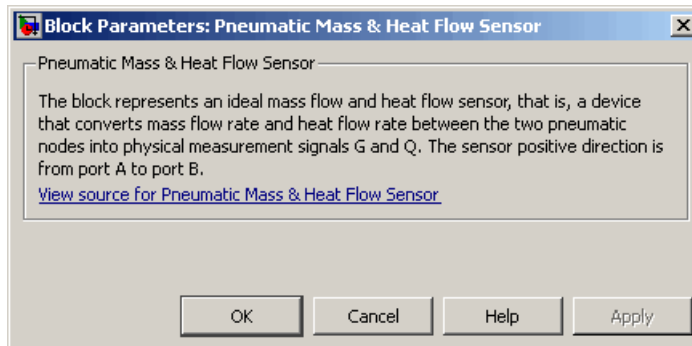 Block Parameters: Pneumatic Mass & Heat Flow Sensor
Pneumatic Mass & Heat Flow Sensor
The block represents an ideal mass flow and heat flow sensor, that is, a device
that converts mass flow rate and heat flow rate between the two pneumatic
nodes into physical measurement signals G and Q. The sensor positive direction is
from port A to port B.
View source for Pneumatic Mass & Heat Flow Sensor
OK Cancel Help Apply